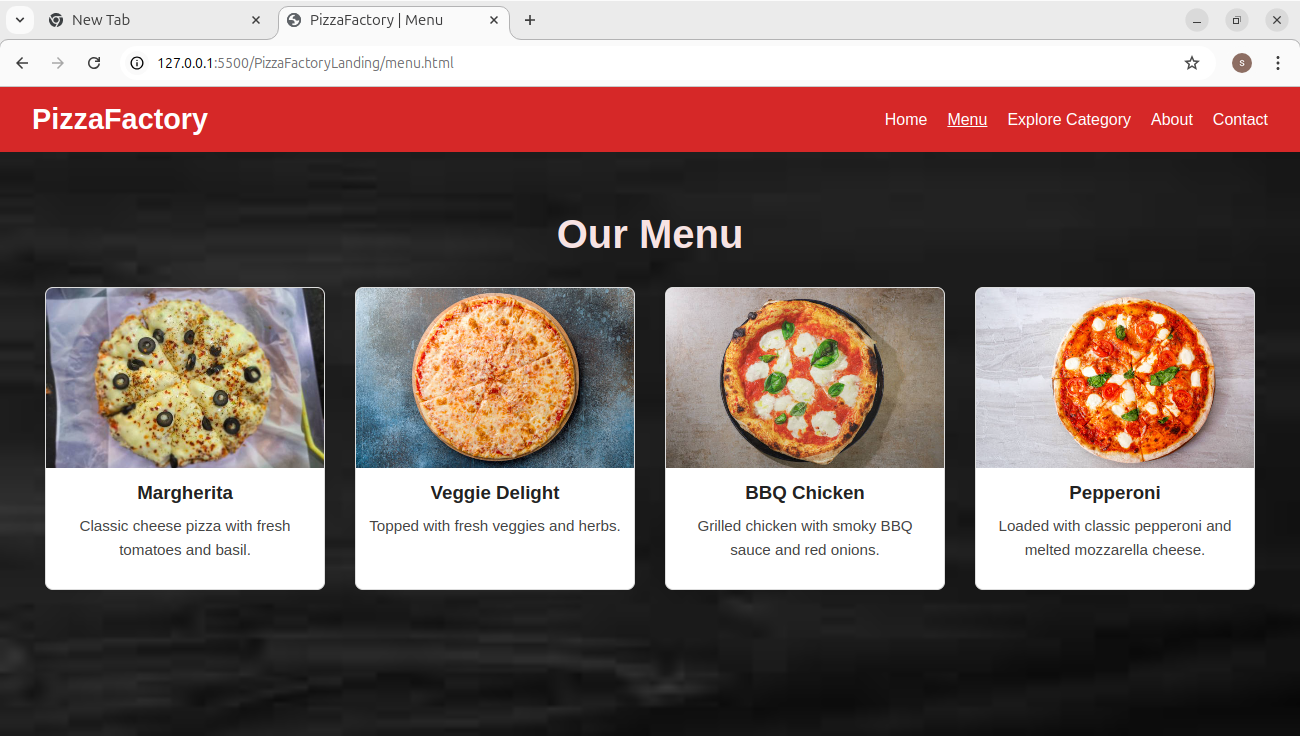 New Tab
PizzaFactory | Menu
127.0.0.1:5500/PizzaFactoryLanding/menu.html
S
PizzaFactory
Home Menu Explore Category About Contact
Our Menu
Margherita
Classic cheese pizza with fresh
tomatoes and basil.
Veggie Delight
Topped with fresh veggies and herbs.
BBQ Chicken
Grilled chicken with smoky BBQ
sauce and red onions.
Pepperoni
Loaded with classic pepperoni and
melted mozzarella cheese.